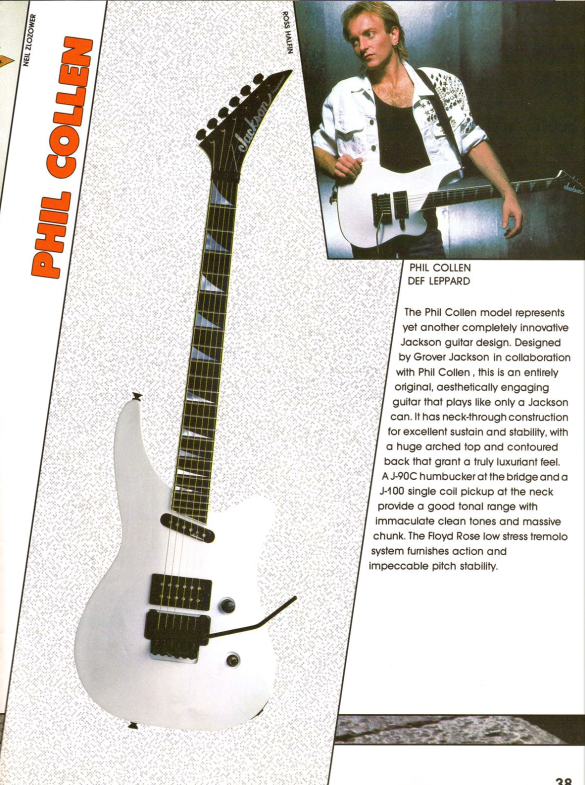 NEIL ZLOZOWER
PHIL COLLEN
ROSS HALFIN
Jackson
Jackson
PHIL COLLEN
DEF LEPPARD
The Phil Collen model represents
yet another completely innovative
Jackson guitar design. Designed
by Grover Jackson in collaboration
with Phil Collen , this is an entirely
original, aesthetically engaging
guitar that plays like only a Jackson
can. It has neck-through construction
for excellent sustain and stability, with
a huge arched top and contoured
back that grant a truly luxuriant feel.
A J-90C humbucker at the bridge and a
J-100 single coil pickup at the neck
provide a good tonal range with
immaculate clean tones and massive
chunk. The Floyd Rose low stress tremolo
system furnishes action and
impeccable pitch stability.
38